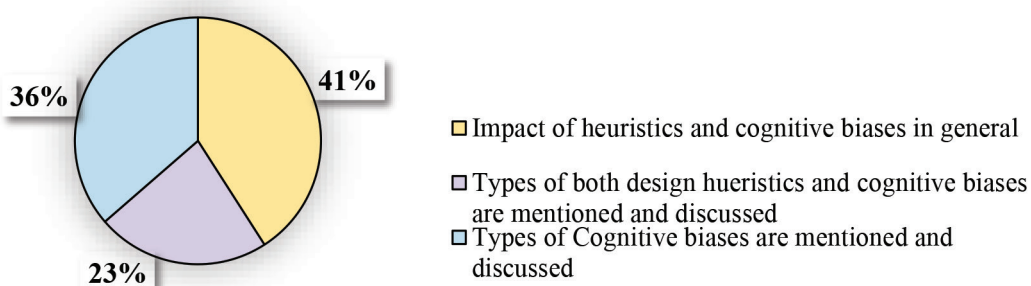 36%
41%
23%
Impact of heuristics and cognitive biases in general
Types of both design hueristics and cognitive biases
are mentioned and discussed
Types of Cognitive biases are mentioned and
discussed